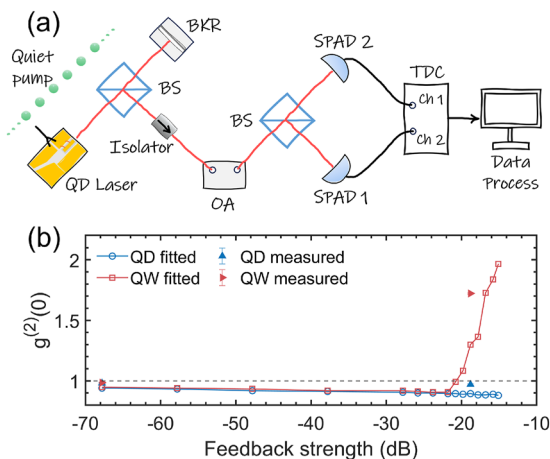 (a)
Quiet
pump
BKR
BS
Isolator
QD Laser
OA
BS
SPAD 2
SPAD 1
TDC
Ch 1
Ch 2
Data
Process
(b)
QD fitted
QD measured
QW fitted
QW measured
g(2)(0)
2
1.5
1
-70 -60 -50 -40 -30 -20 -10
Feedback strength (dB)